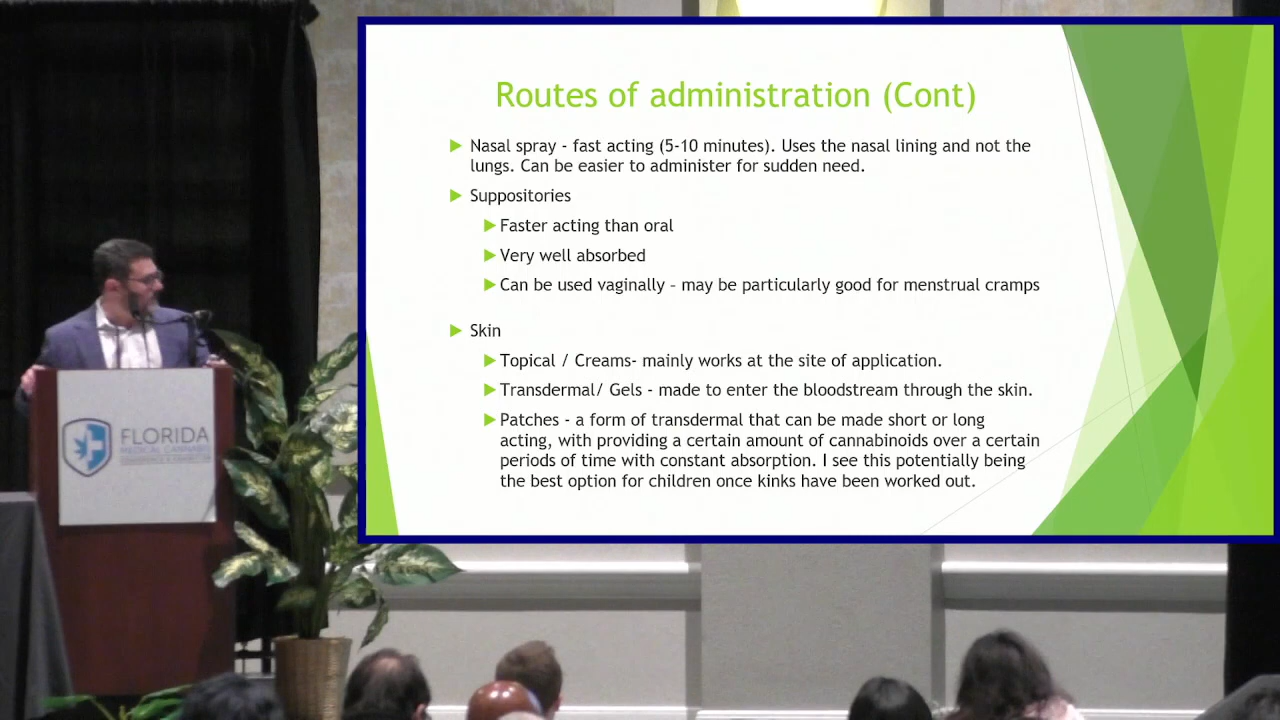 Routes of administration (Cont)
Nasal spray - fast acting (5-10 minutes). Uses the nasal lining and not the
lungs. Can be easier to administer for sudden need.
Suppositories
Faster acting than oral
Very well absorbed
Can be used vaginally – may be particularly good for menstrual cramps
Skin
Topical / Creams- mainly works at the site of application.
Transdermal/ Gels - made to enter the bloodstream through the skin.
Patches - a form of transdermal that can be made short or long
acting, with providing a certain amount of cannabinoids over a certain
periods of time with constant absorption. I see this potentially being
the best option for children once kinks have been worked out.
FLORIDA
MEDICAL CANNABIS